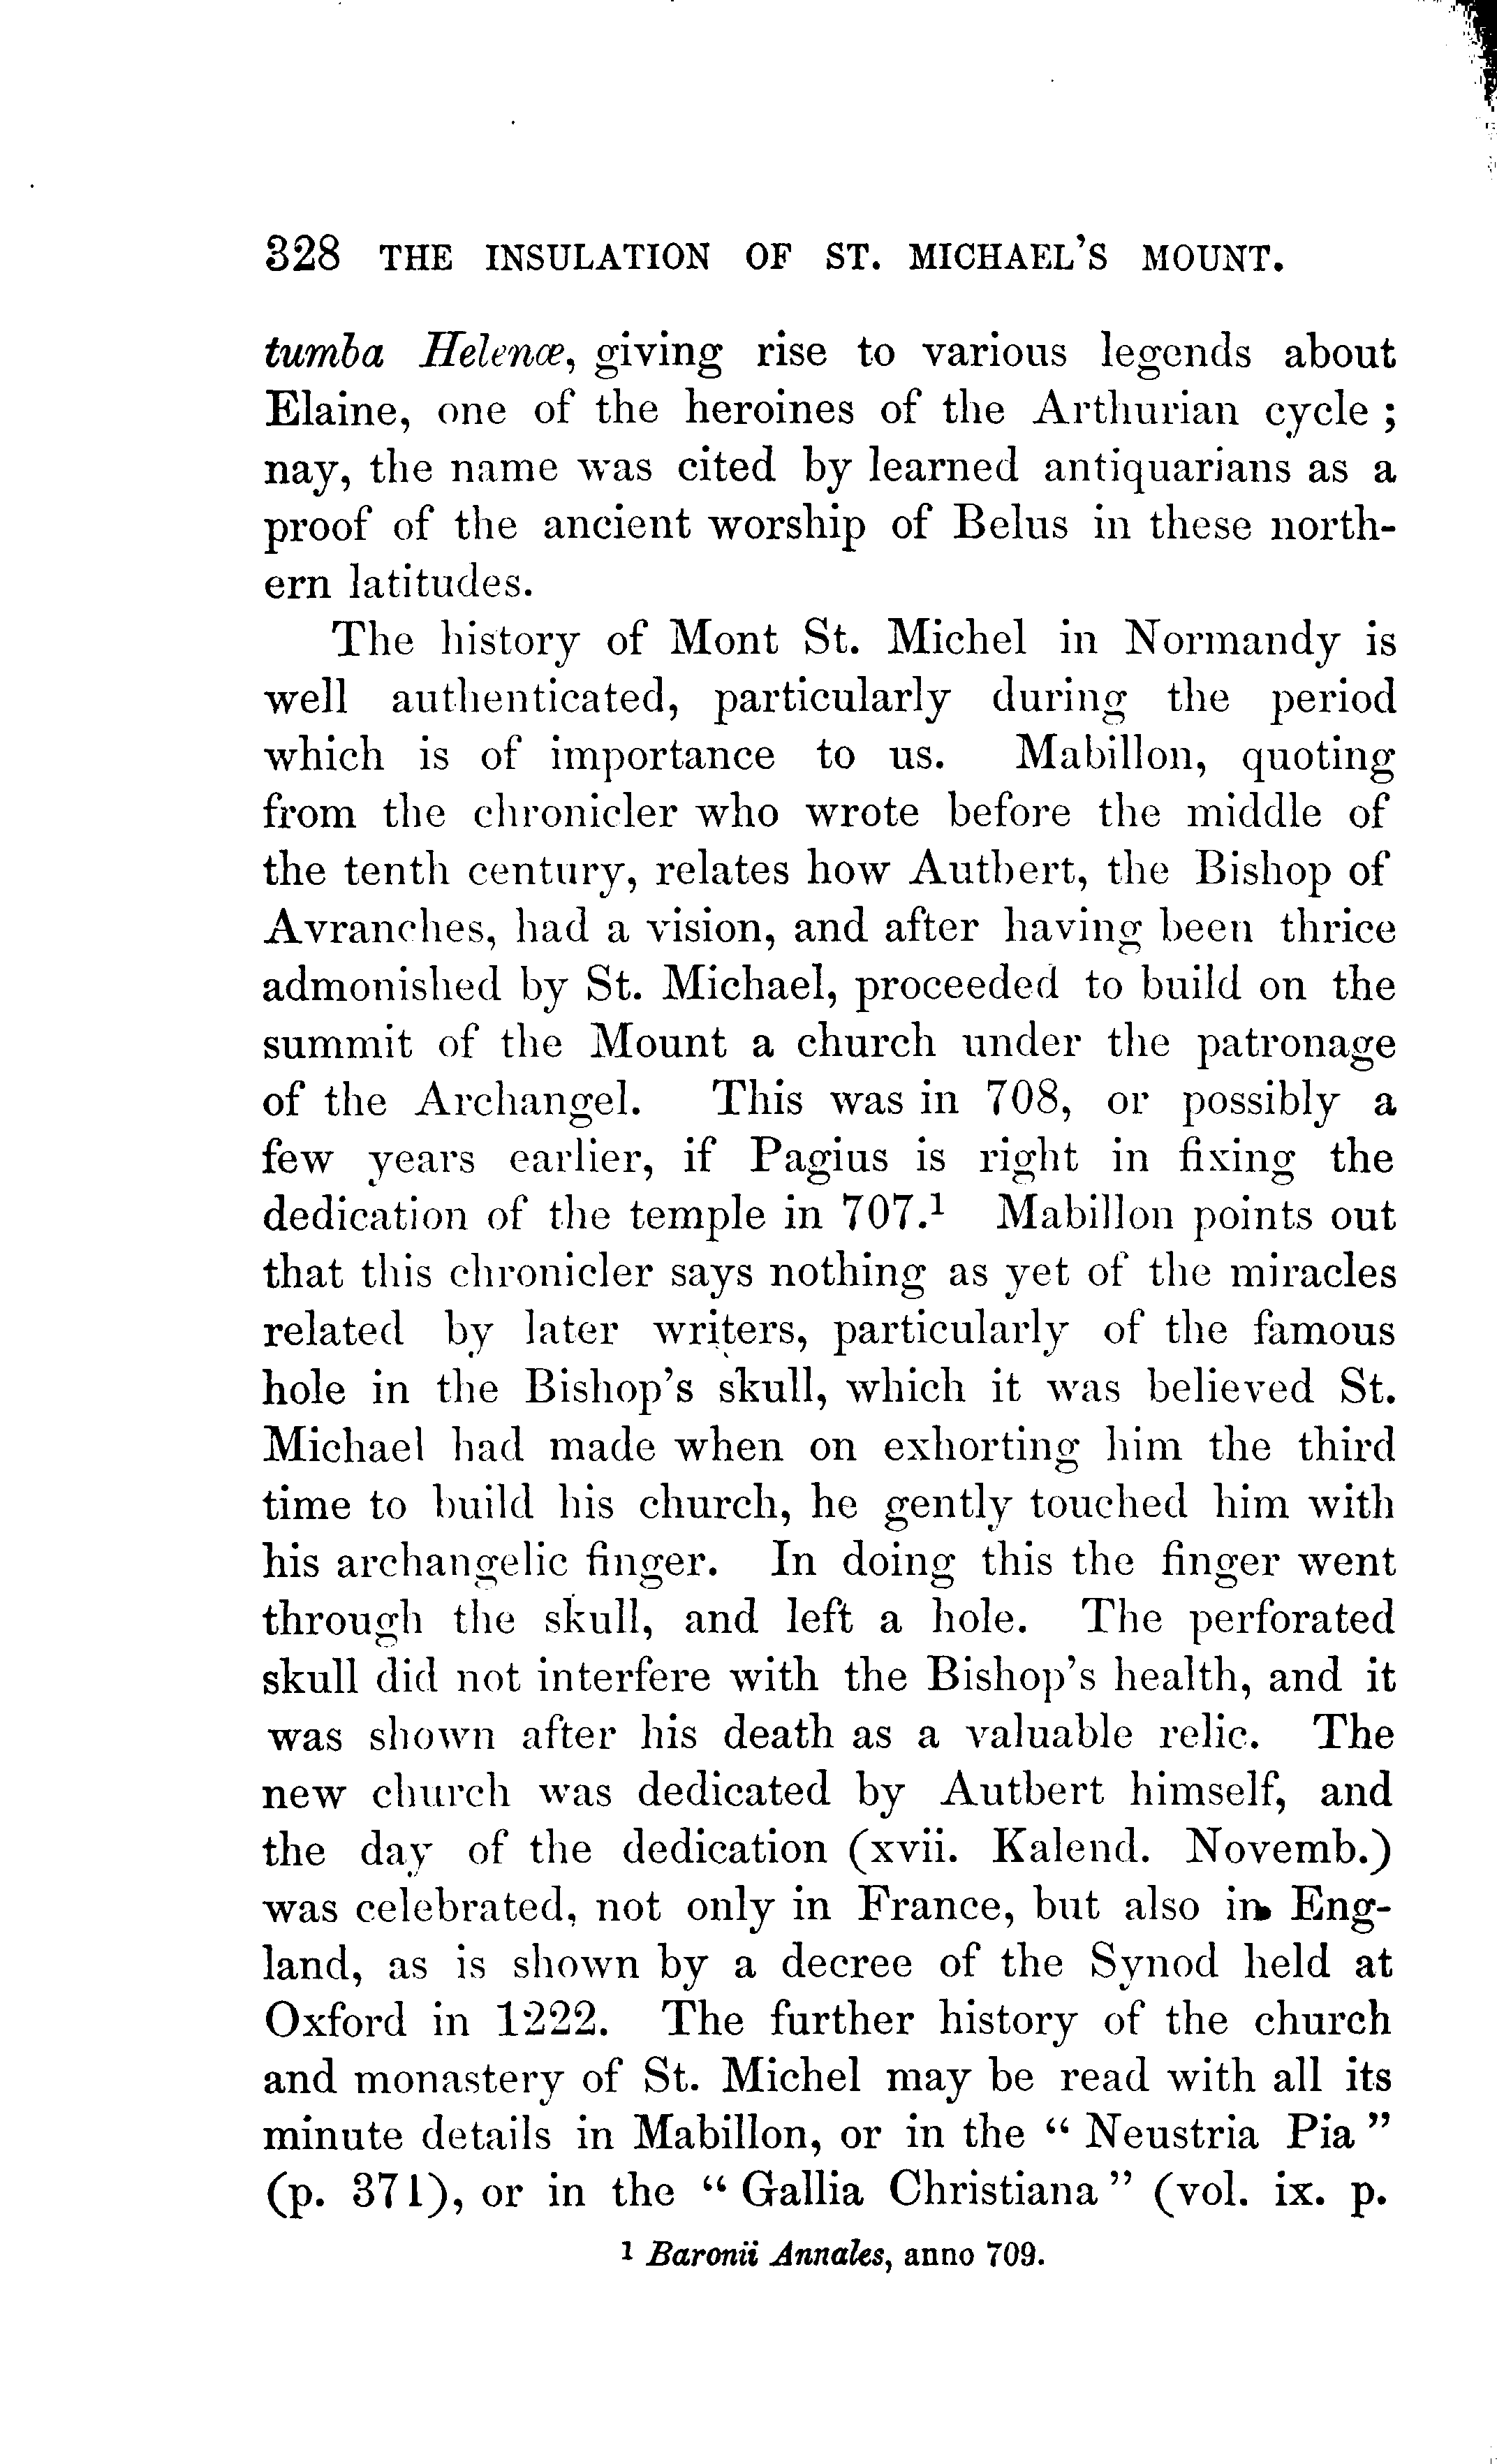 328 THE INSULATION OF ST. MICHAEL'S MOUNT.
tumba Helenœ, giving rise to various legends about
Elaine, one of the heroines of the Arthurian cycle ;
nay, the name was cited by learned antiquarians as a
proof of the ancient worship of Belus in these north-
ern latitudes.
The history of Mont St. Michel in Normandy is
well authenticated, particularly during the period
which is of importance to us. Mabillon, quoting
from the chronicler who wrote before the middle of
the tenth century, relates how Autbert, the Bishop of
Avranches, had a vision, and after having been thrice
admonished by St. Michael, proceeded to build on the
summit of the Mount a church under the patronage
of the Archangel. This was in 708, or possibly a
few years earlier, if Pagius is right in fixing the
dedication of the temple in 707.¹ Mabillon points out
that this chronicler says nothing as yet of the miracles
related by later writers, particularly of the famous
hole in the Bishop's skull, which it was believed St.
Michael had made when on exhorting him the third
time to build his church, he gently touched him with
his archangelic finger. In doing this the finger went
through the skull, and left a hole. The perforated
skull did not interfere with the Bishop's health, and it
was shown after his death as a valuable relic. The
new church was dedicated by Autbert himself, and
the day of the dedication (xvii. Kalend. Novemb.)
was celebrated, not only in France, but also in Eng-
land, as is shown by a decree of the Synod held at
Oxford in 1222. The further history of the church
and monastery of St. Michel may be read with all its
minute details in Mabillon, or in the “ Neustria Pia ”
(p. 371), or in the “ Gallia Christiana ” (vol. ix. p.
1 Baronii Annales, anno 709.